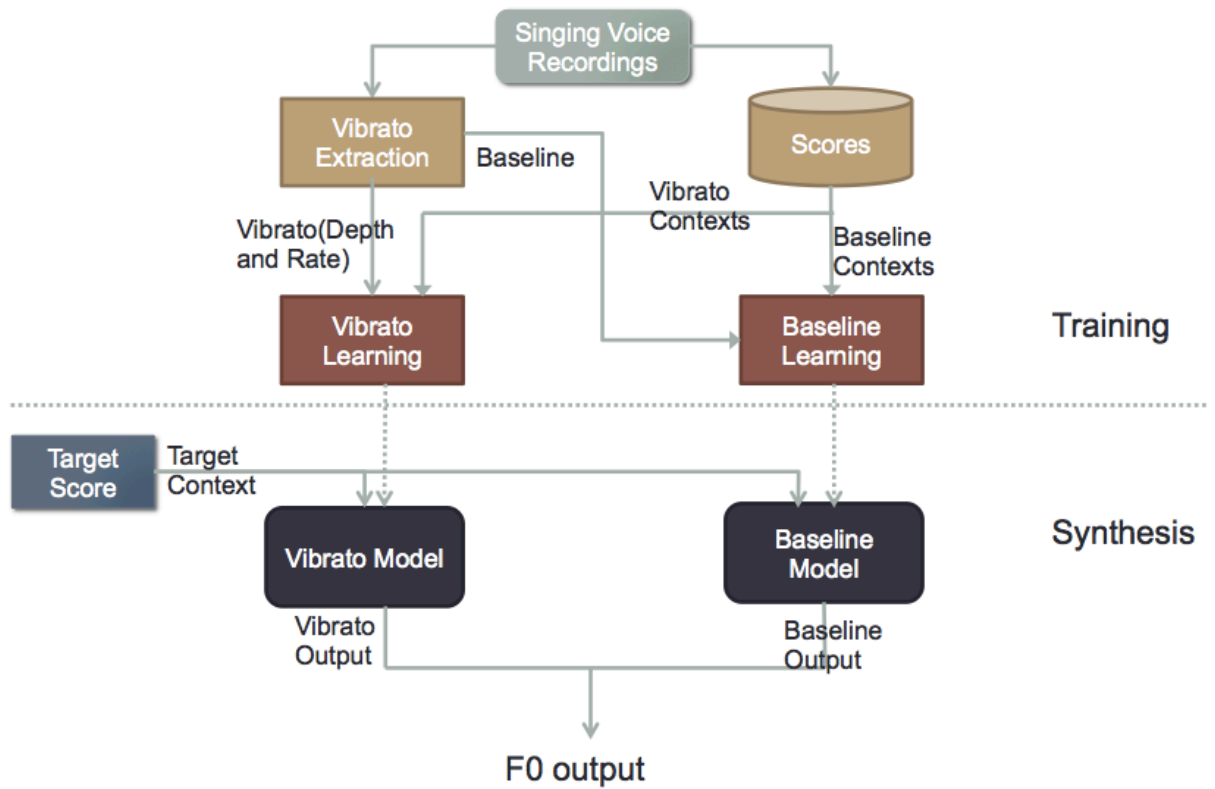 Singing Voice
Recordings
Vibrato
Extraction
Baseline
Scores
Vibrato
Contexts
Vibrato(Depth
and Rate)
Baseline
Contexts
Vibrato
Learning
Baseline
Learning
Training
Target
Score
Target
Context
Vibrato Model
Baseline
Model
Synthesis
Vibrato
Output
Baseline
Output
F0 output